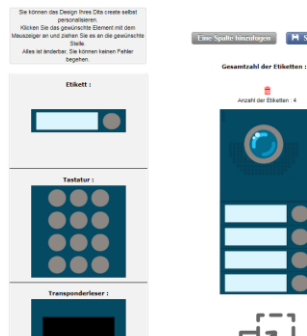 Sie können das Design Ihres Dita create selbst
personalisieren.
Klicken Sie das gewünschte Element mit dem
Mauszeiger an und ziehen Sie es an die gewünschte
Stelle.
Alles ist änderbar. Sie können keinen Fehler
begehen.
Etikett :
Tastatur :
Transponderleser :
Eine Spalte hinzufügen
S
Gesamtzahl der Etiketten :
Anzahl der Etiketten : 4